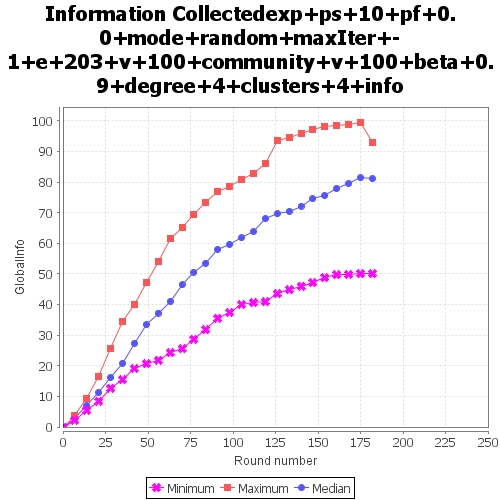 Information Collectedexp+ps+10+pf+0.
0+mode+random+maxIter+-
1+e+203+v+100+community+v+100+beta+0.
9+degree+4+clusters+4+info
100
90
80
70
60
50
40
30
20
10
0
GlobalInfo
0 25 50 75 100 125 150 175 200 225 250
Round number
Minimum Maximum Median